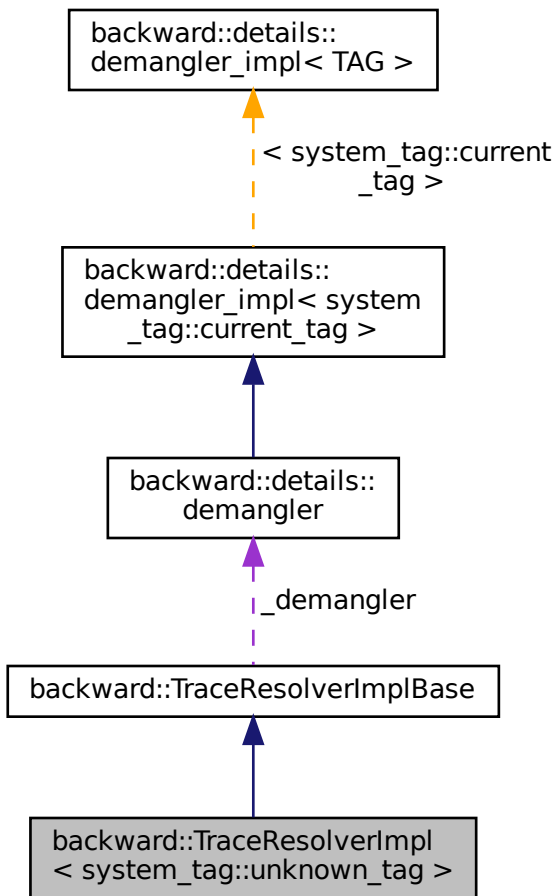 backward::details::
demangler_impl< TAG >
< system_tag::current
_tag >
backward::details::
demangler_impl< system
_tag::current_tag >
backward::details::
demangler
_demangler
backward::TraceResolverImplBase
backward::TraceResolverImpl
< system_tag::unknown_tag >